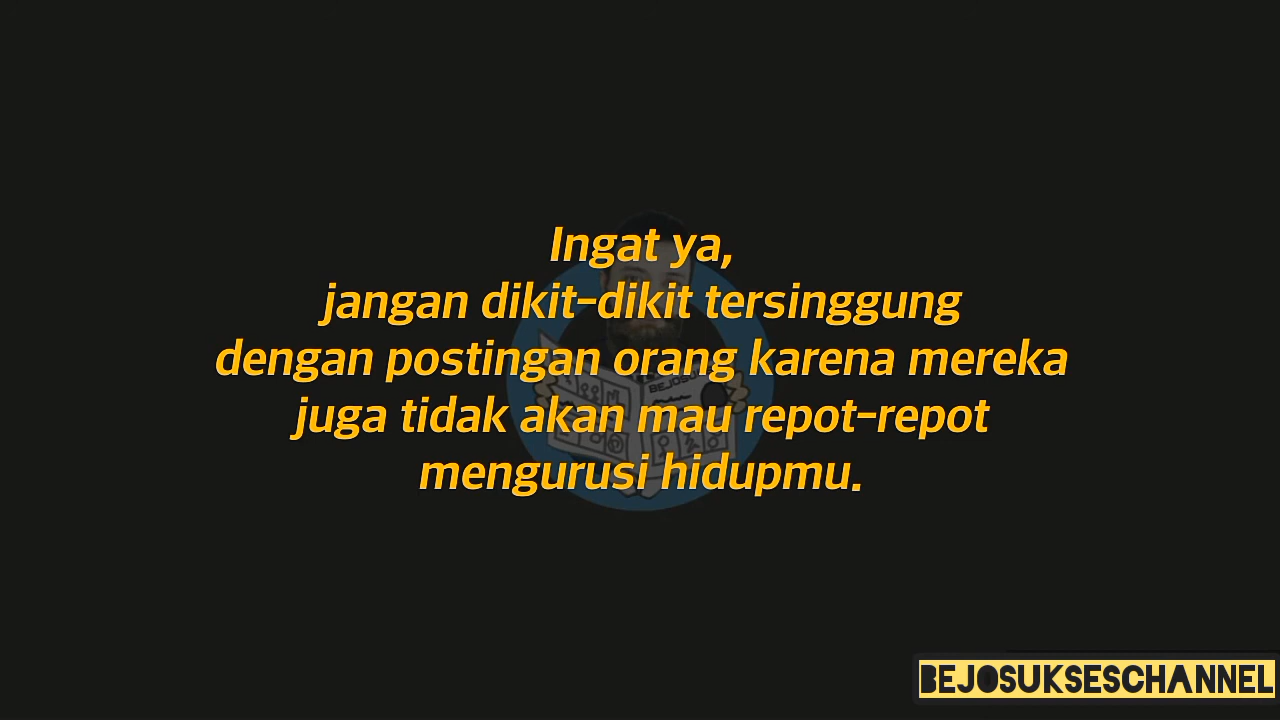 Ingat ya,
jangan dikit-dikit tersinggung
dengan postingan orang karena mereka
juga tidak akan mau repot-repot
mengurusi hidupmu.
BEJOSUKSESCHANNEL